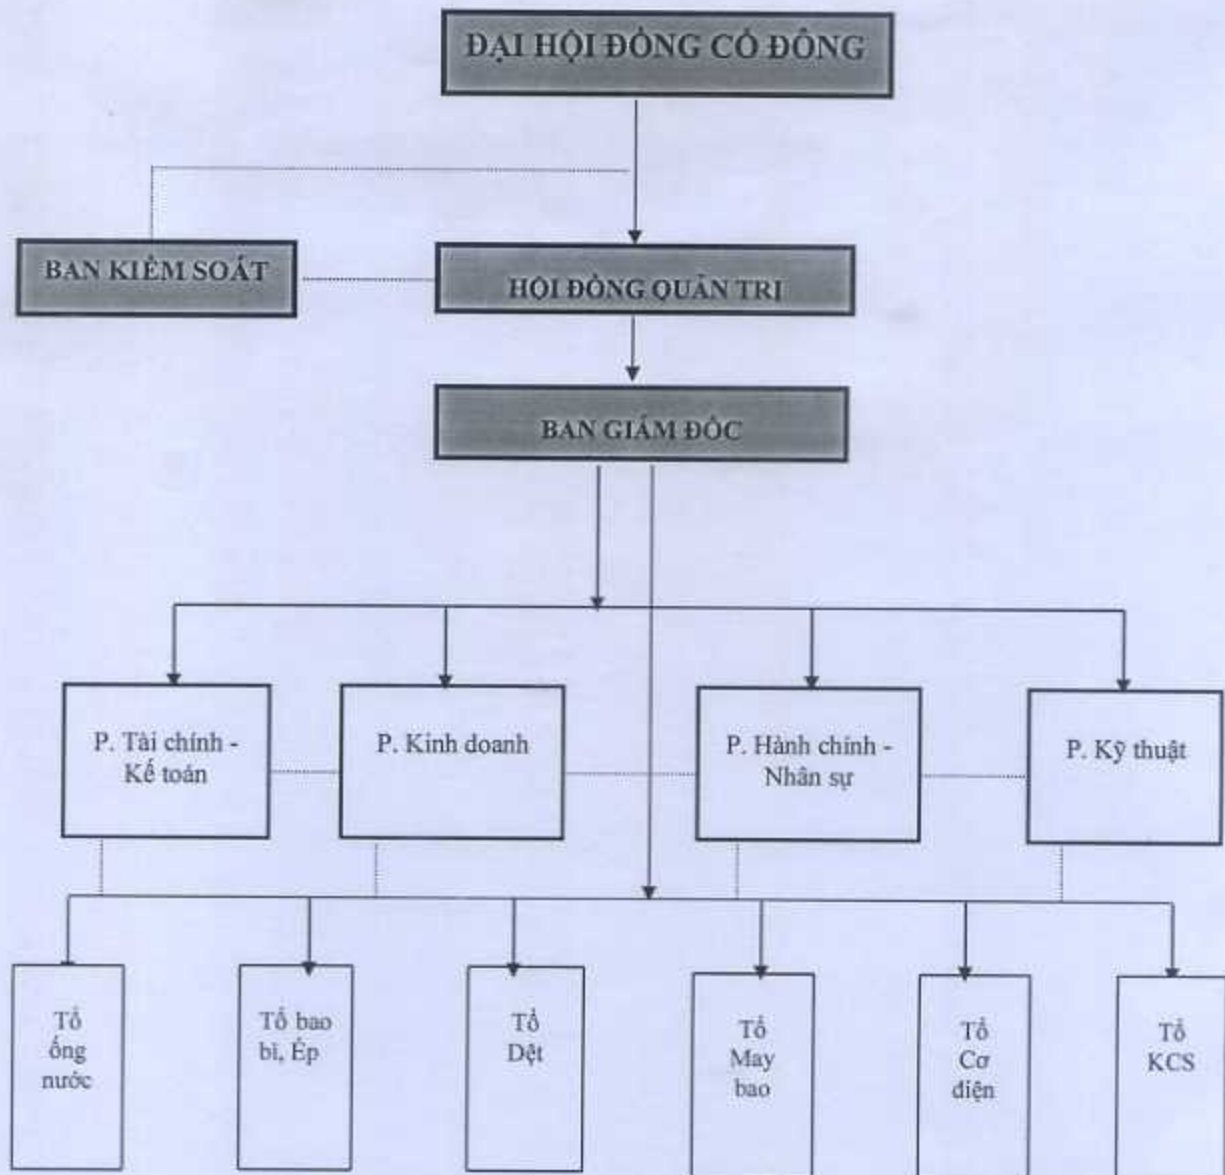 ĐẠI HỘI ĐỒNG CỔ ĐÔNG
BAN KIỂM SOÁT
HỘI ĐỒNG QUẢN TRỊ
BAN GIÁM ĐỐC
P. Tài chính -
Kế toán
P. Kinh doanh
P. Hành chính -
Nhân sự
P. Kỹ thuật
Tổ
ống
nước
Tổ bao
bì, Ép
Tổ
Dệt
Tổ
May
bao
Tổ
Cơ
điện
Tổ
KCS